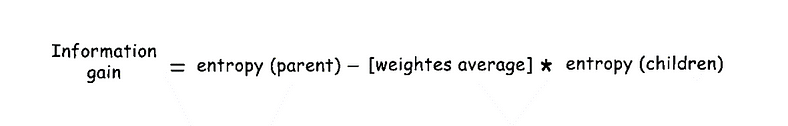 Information
gain = entropy (parent) – [weightes average] * entropy (children)